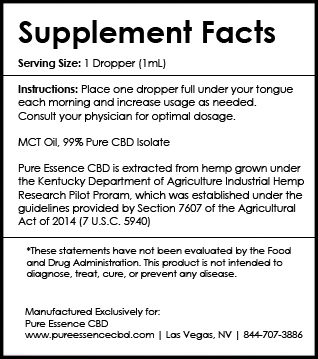 Supplement Facts
Serving Size: 1 Dropper (1mL)
Instructions: Place one dropper full under your tongue
each morning and increase usage as needed.
Consult your physician for optimal dosage.
MCT Oil, 99% Pure CBD Isolate
Pure Essence CBD is extracted from hemp grown under
the Kentucky Department of Agriculture Industrial Hemp
Research Pilot Proram, which was established under the
guidelines provided by Section 7607 of the Agricultural
Act of 2014 (7 U.S.C. 5940)
*These statements have not been evaluated by the Food
and Drug Administration. This product is not intended to
diagnose, treat, cure, or prevent any disease.
Manufactured Exclusively for:
Pure Essence CBD
www.pureessencecbd.com | Las Vegas, NV | 844-707-3886